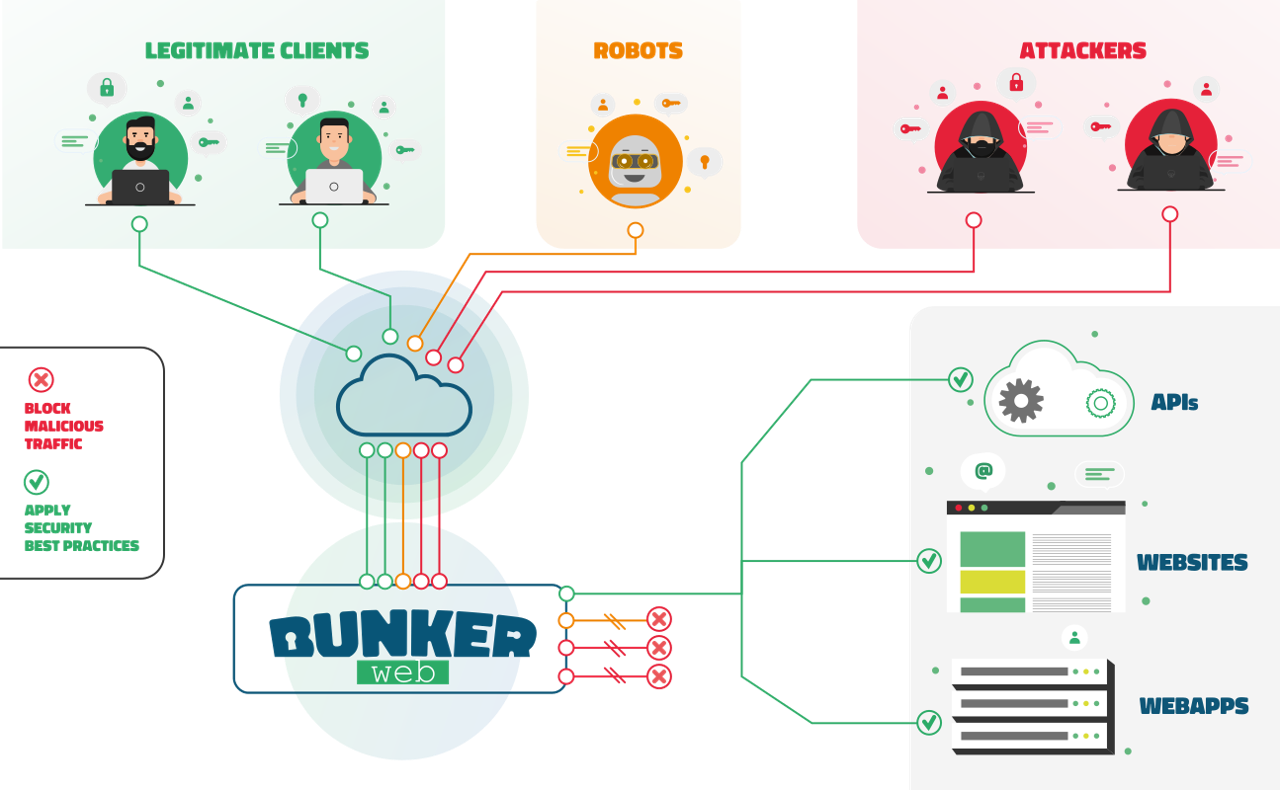 LEGITIMATE CLIENTS
ROBOTS
ATTACKERS
BLOCK
MALICIOUS
TRAFFIC
APPLY
SECURITY
BEST PRACTICES
BUNKER
web
APIs
@
WEBSITES
WEBAPPS